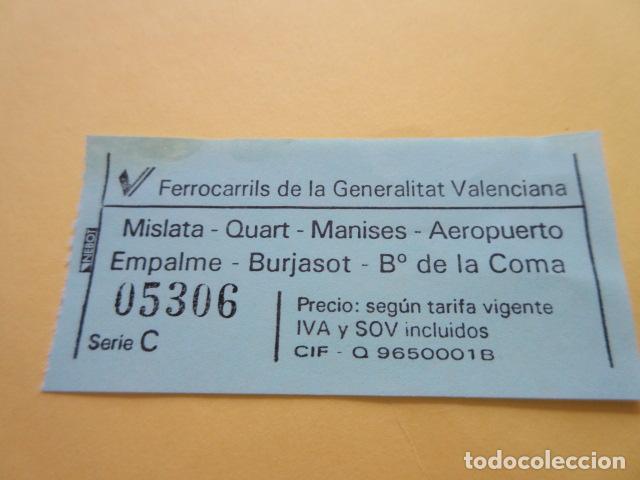 Ferrocarrils de la Generalitat Valenciana
Mislata - Quart - Manises - Aeropuerto
Empalme - Burjasot - Bº de la Coma
05306
Serie C
Precio: según tarifa vigente
IVA y SOV incluidos
CIF - Q 9650001B
NEBOT
todocoleccion